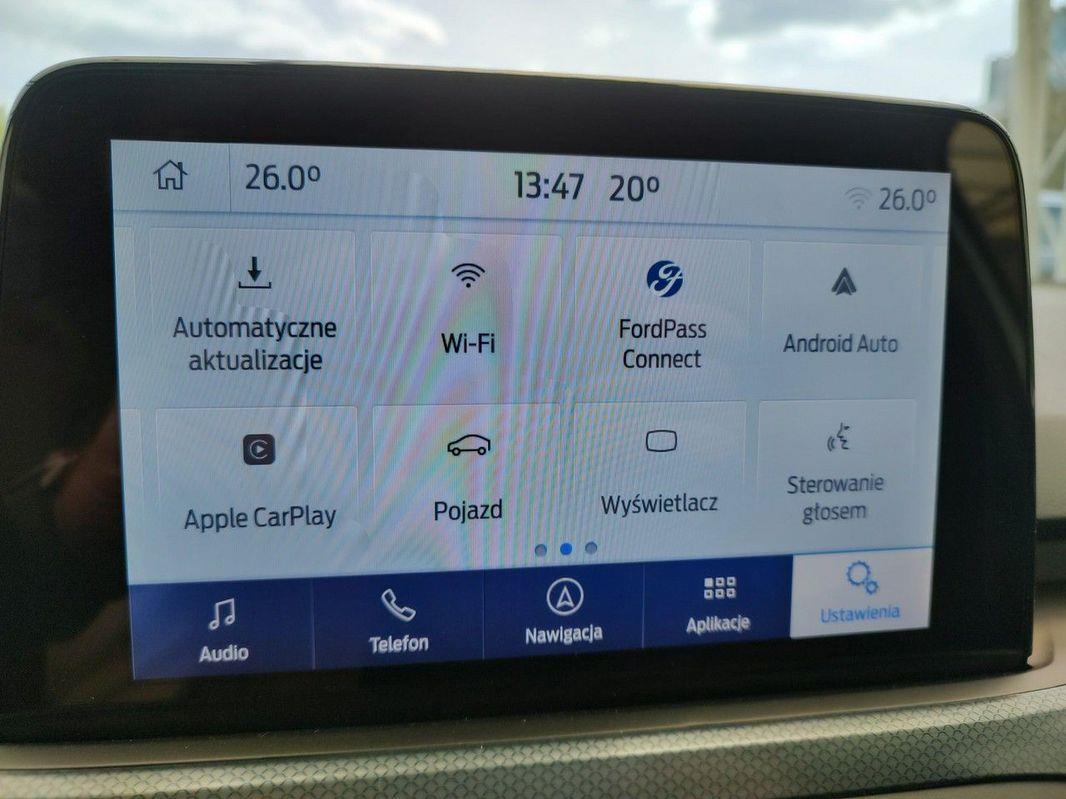 26.0º
13:47 20º
26.0º
Automatyczne
aktualizacje
Wi-Fi
FordPass
Connect
Android Auto
Apple CarPlay
Pojazd
Wyświetlacz
Sterowanie
głosem
Audio
Telefon
Nawigacja
Aplikacje
Ustawienia